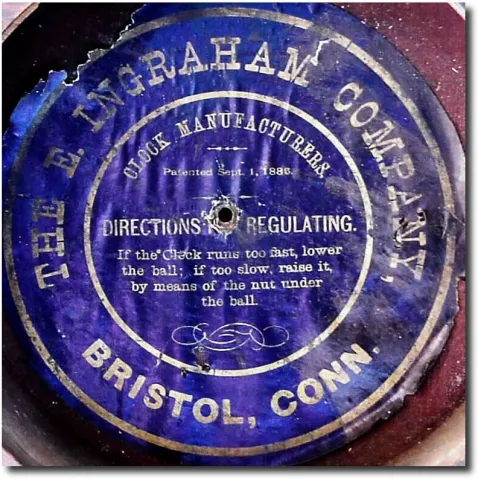 THE E. INGRAHAM COMPANY,
CLOCK MANUFACTURERS.
Patented Sept. 1, 1886.
DIRECTIONS REGULATING.
If the Clock runs too fast, lower
the ball; if too slow, raise it,
by means of the nut under
the ball.
BRISTOL, CONN.